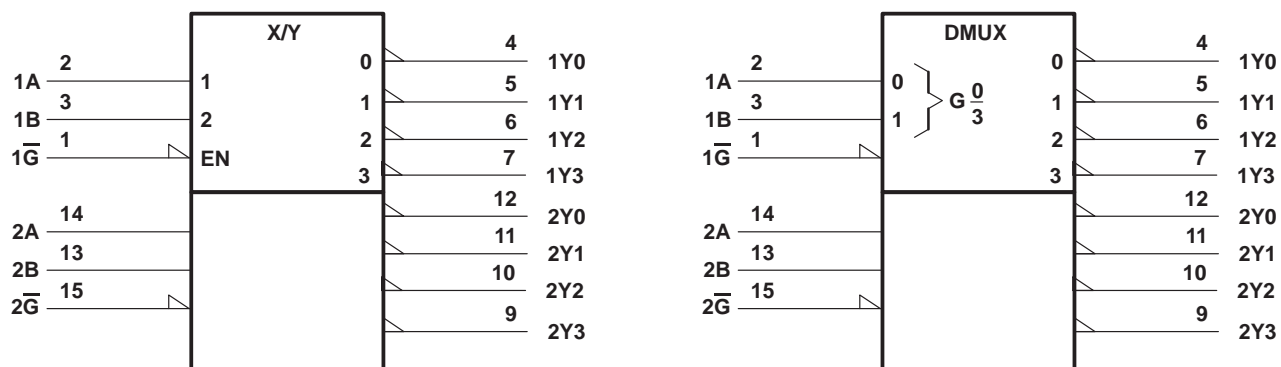 X/Y
1A 2 1 0 4 1Y0
1B 3 2 1 5 1Y1
1G̅ 1 EN 2 6 1Y2
3 7 1Y3
2A 14 12 2Y0
2B 13 11 2Y1
2G̅ 15 10 2Y2
9 2Y3
DMUX
1A 2 0 0 4 1Y0
1B 3 1 G 0/3 1 5 1Y1
1G̅ 1 2 6 1Y2
3 7 1Y3
2A 14 12 2Y0
2B 13 11 2Y1
2G̅ 15 10 2Y2
9 2Y3